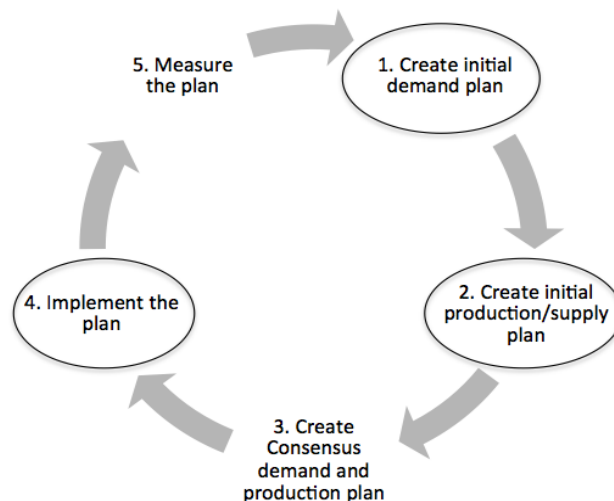 1. Create initial
demand plan
2. Create initial
production/supply
plan
3. Create
Consensus
demand and
production plan
4. Implement the
plan
5. Measure
the plan